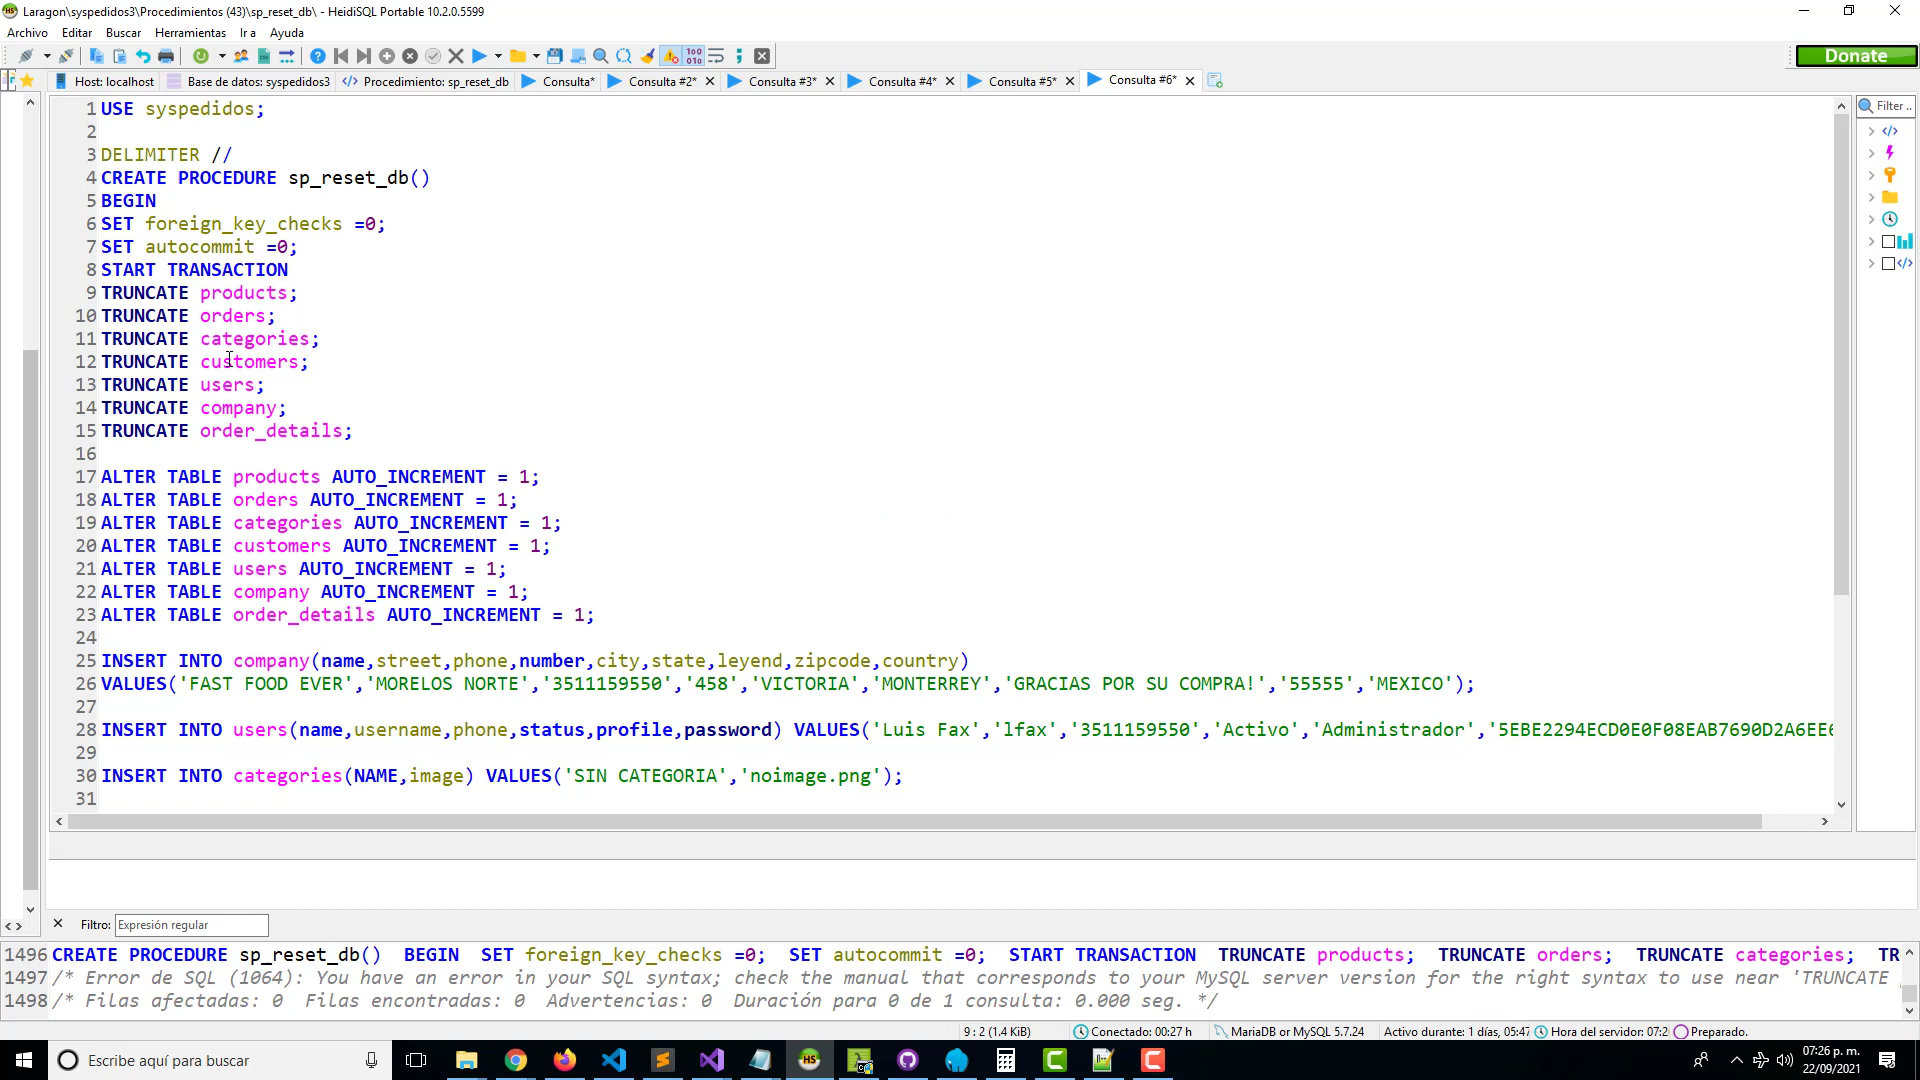 Laragon\syspedidos3\Procedimientos (43)\sp_reset_db\ - HeidiSQL Portable 10.2.0.5599
Archivo Editar Buscar Herramientas Ir a Ayuda
Donate
Host: localhost Base de datos: syspedidos3 Procedimiento: sp_reset_db Consulta* Consulta #2* Consulta #3* Consulta #4* Consulta #5* Consulta #6*
Filter ..
1 USE syspedidos;
2
3 DELIMITER //
4 CREATE PROCEDURE sp_reset_db()
5 BEGIN
6 SET foreign_key_checks =0;
7 SET autocommit =0;
8 START TRANSACTION
9 TRUNCATE products;
10 TRUNCATE orders;
11 TRUNCATE categories;
12 TRUNCATE customers;
13 TRUNCATE users;
14 TRUNCATE company;
15 TRUNCATE order_details;
16
17 ALTER TABLE products AUTO_INCREMENT = 1;
18 ALTER TABLE orders AUTO_INCREMENT = 1;
19 ALTER TABLE categories AUTO_INCREMENT = 1;
20 ALTER TABLE customers AUTO_INCREMENT = 1;
21 ALTER TABLE users AUTO_INCREMENT = 1;
22 ALTER TABLE company AUTO_INCREMENT = 1;
23 ALTER TABLE order_details AUTO_INCREMENT = 1;
24
25 INSERT INTO company(name,street,phone,number,city,state,leyend,zipcode,country)
26 VALUES('FAST FOOD EVER','MORELOS NORTE','3511159550','458','VICTORIA','MONTERREY','GRACIAS POR SU COMPRA!','55555','MEXICO');
27
28 INSERT INTO users(name,username,phone,status,profile,password) VALUES('Luis Fax','lfax','3511159550','Activo','Administrador','5EBE2294ECD0E0F08EAB7690D2A6EE6
29
30 INSERT INTO categories(NAME,image) VALUES('SIN CATEGORIA','noimage.png');
31
Filtro: Expresión regular
1496 CREATE PROCEDURE sp_reset_db() BEGIN SET foreign_key_checks =0; SET autocommit =0; START TRANSACTION TRUNCATE products; TRUNCATE orders; TRUNCATE categories; TR
1497 /* Error de SQL (1064): You have an error in your SQL syntax; check the manual that corresponds to your MySQL server version for the right syntax to use near 'TRUNCATE
1498 /* Filas afectadas: 0 Filas encontradas: 0 Advertencias: 0 Duración para 0 de 1 consulta: 0.000 seg. */
9 : 2 (1.4 KiB) Conectado: 00:27 h MariaDB or MySQL 5.7.24 Activo durante: 1 días, 05:47 Hora del servidor: 07:2 Preparado.
Escribe aquí para buscar
07:26 p. m.
22/09/2021